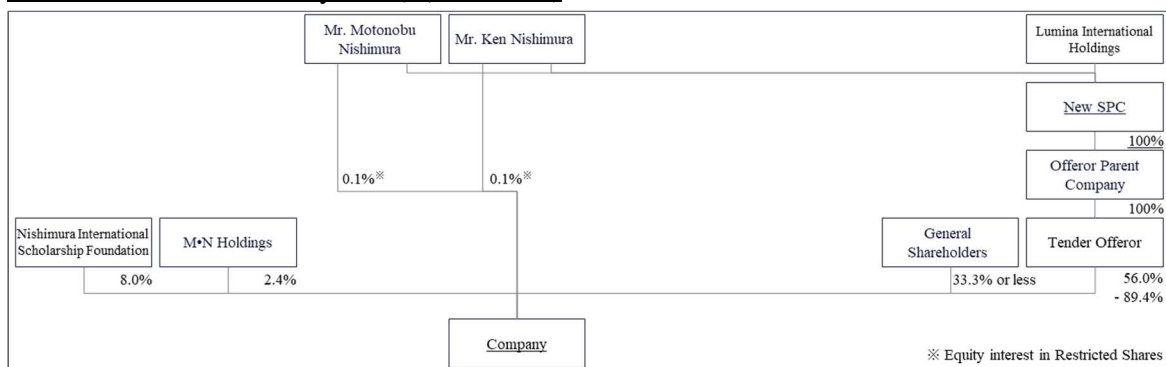 Mr. Motonobu
Nishimura
Mr. Ken Nishimura
Lumina International
Holdings
New SPC
100%
0.1%※
0.1%※
Offeror Parent
Company
100%
Nishimura International
Scholarship Foundation
M•N Holdings
General
Shareholders
Tender Offeror
8.0%
2.4%
33.3% or less
56.0%
- 89.4%
Company
※ Equity interest in Restricted Shares